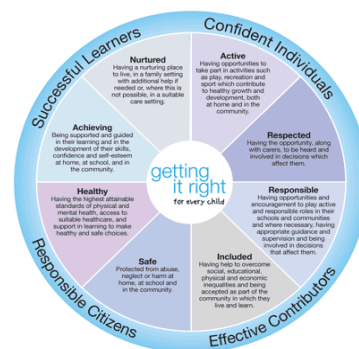 Successful Learners
Confident Individuals
Nurtured
Having a nurturing place
to live, in a family setting
with additional help if
needed or, where this is
not possible, in a suitable
care setting.
Active
Having opportunities to
take part in activities such
as play, recreation and
sport which contribute
to healthy growth and
development, both
at home and in the
community.
Achieving
Being supported and guided
in their learning and in the
development of their skills,
confidence and self-esteem
at home, at school, and in
the community.
Respected
Having the opportunity, along
with carers, to be heard and
involved in decisions which
affect them.
getting
it right
for every child
Healthy
Having the highest attainable
standards of physical and
mental health, access to
suitable healthcare, and
support in learning to make
healthy and safe choices.
Responsible
Having opportunities and
encouragement to play active
and responsible roles in their
schools and communities
and where necessary, having
appropriate guidance and
supervision and being
involved in decisions
that affect them.
Safe
Protected from abuse,
neglect or harm at
home, at school and
in the community.
Included
Having help to overcome
social, educational,
physical and economic
inequalities and being
accepted as part of the
community in which they
live and learn.
Responsible Citizens
Effective Contributors